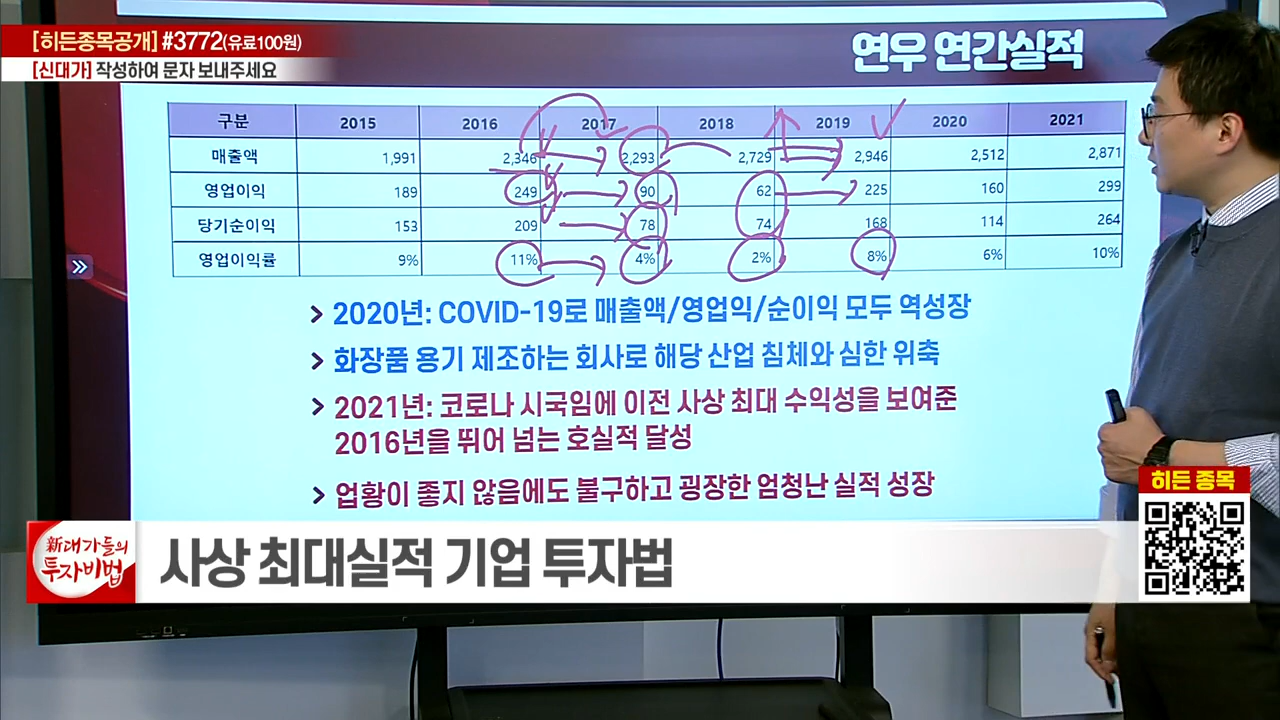 [히든종목공개] #3772(유료100원)
[신대가] 작성하여 문자 보내주세요
연우 연간실적
구분 2015 2016 2017 2018 2019 2020 2021
매출액 1,991 2,346 2,293 2,729 2,946 2,512 2,871
영업이익 189 249 90 62 225 160 299
당기순이익 153 209 78 74 168 114 264
영업이익률 9% 11% 4% 2% 8% 6% 10%
2020년: COVID-19로 매출액/영업익/순이익 모두 역성장
화장품 용기 제조하는 회사로 해당 산업 침체와 심한 위축
2021년: 코로나 시국임에 이전 사상 최대 수익성을 보여준
2016년을 뛰어 넘는 호실적 달성
업황이 좋지 않음에도 불구하고 굉장한 엄청난 실적 성장
히든 종목
新대가들의
투자비법
사상 최대실적 기업 투자법